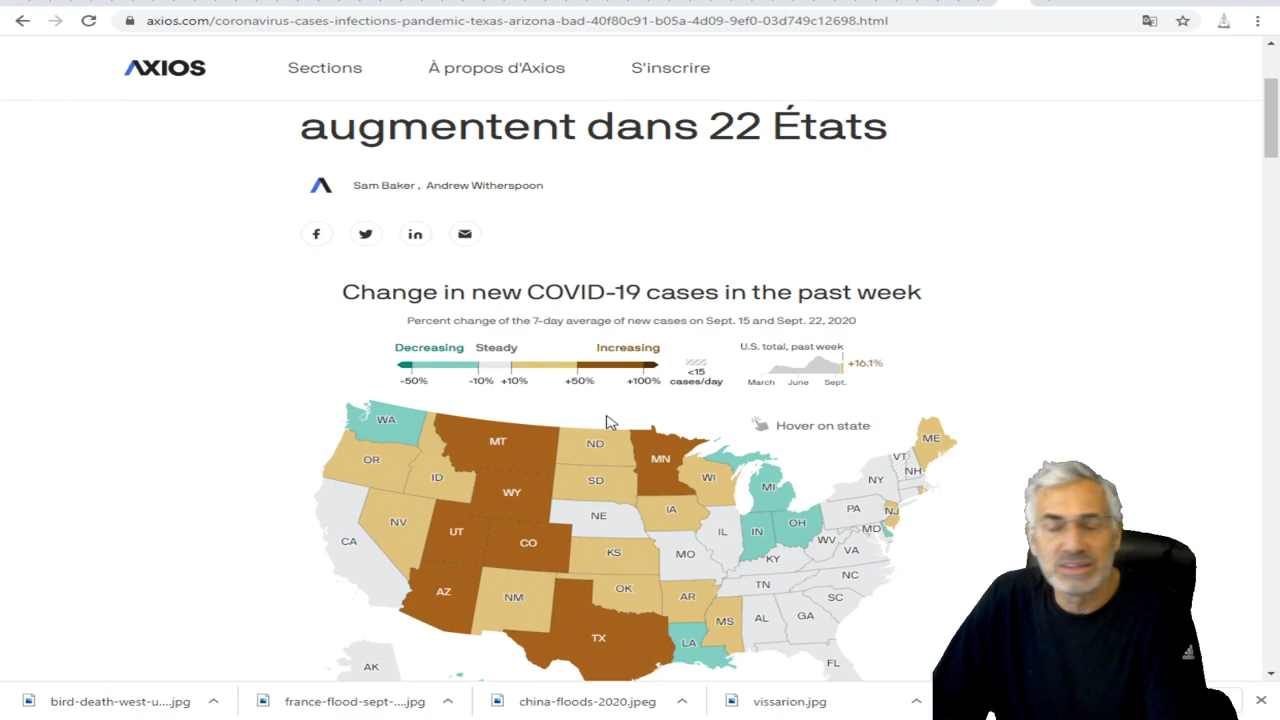 axios.com/coronavirus-cases-infections-pandemic-texas-arizona-bad-40f80c91-b05a-4d09-9ef0-03d749c12698.html
AXIOS
Sections
À propos d'Axios
S'inscrire
augmentent dans 22 États
Sam Baker , Andrew Witherspoon
Change in new COVID-19 cases in the past week
Percent change of the 7-day average of new cases on Sept. 15 and Sept. 22, 2020
Decreasing Steady Increasing
-50% -10% +10% +50% +100%
<15
cases/day
U.S. total, past week
+16.1%
March June Sept.
Hover on state
WA
MT
ND
MN
ME
OR
ID
WY
SD
WI
MI
VT
NH
NY
NV
UT
NE
IA
IN
OH
PA
NJ
MD
CA
CO
KS
MO
IL
KY
WV
VA
AZ
NM
OK
AR
TN
NC
SC
TX
LA
MS
AL
GA
FL
AK
bird-death-west-u....jpg
france-flood-sept-....jpg
china-floods-2020.jpeg
vissarion.jpg